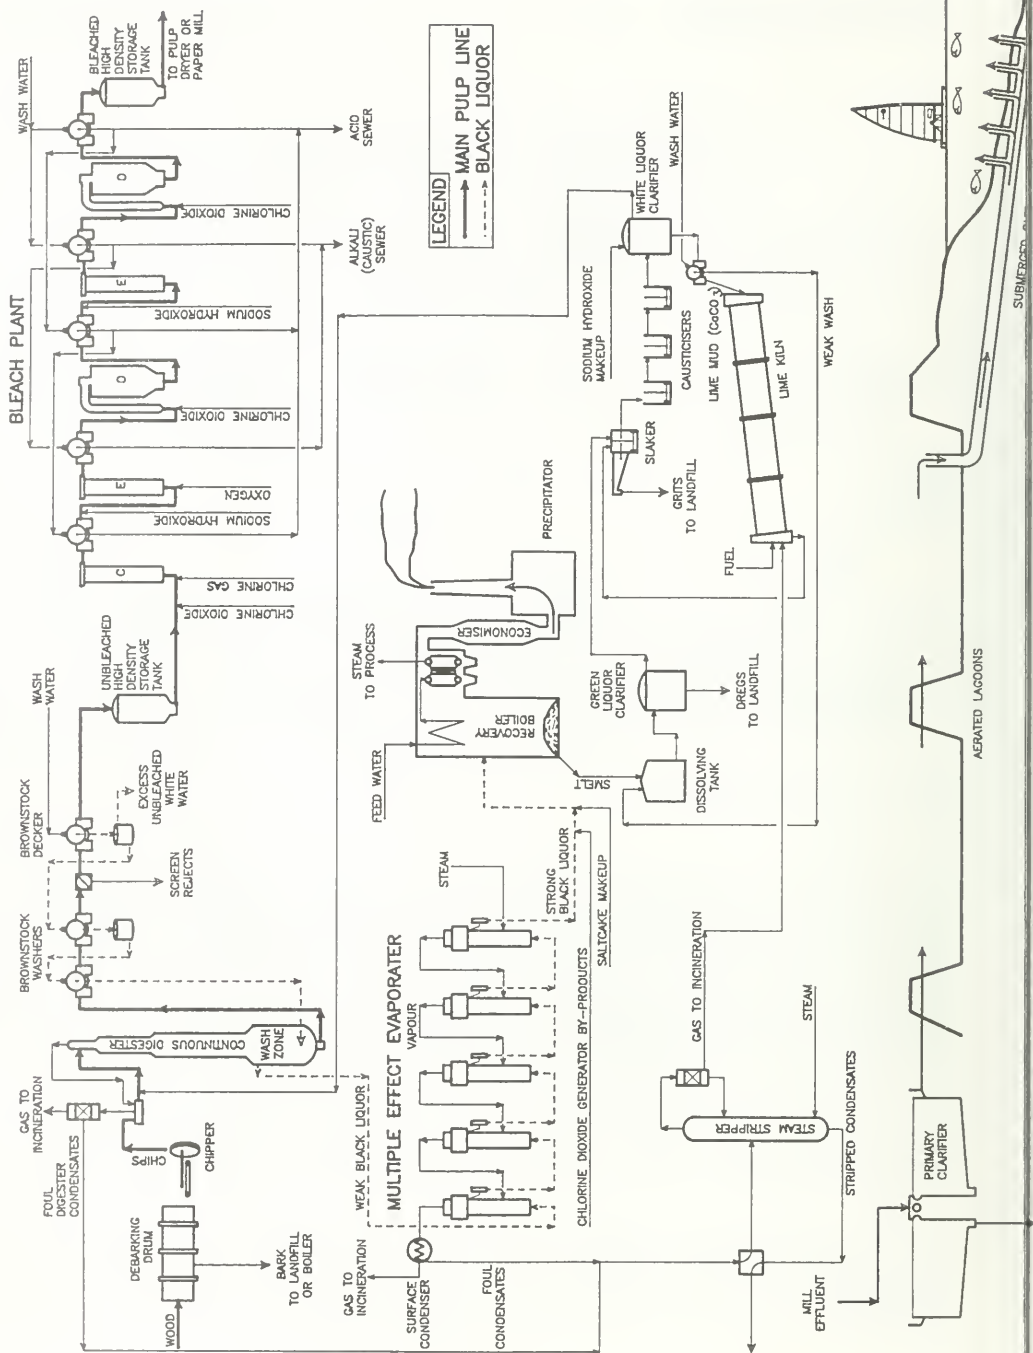 BLEACH PLANT
WOOD
DEBARKING
DRUM
BARK
TO LANDFILL
OR BOILER
CHIPPER
CHIPS
GAS TO
INCINERATION
FOUL
DIGESTER
CONDENSATES
CONTINUOUS DIGESTER
WASH
ZONE
WEAK BLACK LIQUOR
BROWNSTOCK
WASHERS
SCREEN
REJECTS
BROWNSTOCK
DECKER
WASH
WATER
EXCESS
UNBLEACHED
WHITE
WATER
UNBLEACHED
HIGH
DENSITY
STORAGE
TANK
CHLORINE DIOXIDE
CHLORINE GAS
C
SODIUM HYDROXIDE
OXYGEN
E
CHLORINE DIOXIDE
D
SODIUM HYDROXIDE
E
ALKALI
(CAUSTIC)
SEWER
CHLORINE DIOXIDE
D
WASH WATER
ACID
SEWER
BLEACHED
HIGH
DENSITY
STORAGE
TANK
TO PULP
DRYER OR
PAPER MILL
LEGEND
MAIN PULP LINE
BLACK LIQUOR
MULTIPLE EFFECT EVAPORATER
VAPOUR
STEAM
GAS TO
INCINERATION
SURFACE
CONDENSER
FOUL
CONDENSATES
STRONG
BLACK LIQUOR
CHLORINE DIOXIDE GENERATOR BY-PRODUCTS
SALTCAKE MAKEUP
FEED WATER
STEAM
TO PROCESS
RECOVERY
BOILER
ECONOMISER
PRECIPITATOR
SMELT
DISSOLVING
TANK
GREEN
LIQUOR
CLARIFIER
DREGS
TO LANDFILL
SLAKER
GRITS
TO LANDFILL
CAUSTICISERS
SODIUM HYDROXIDE
MAKEUP
WHITE LIQUOR
CLARIFIER
WASH WATER
LIME MUD (CaCO3)
LIME KILN
FUEL
WEAK WASH
GAS TO INCINERATION
STEAM STRIPPER
STEAM
STRIPPED CONDENSATES
MILL
EFFLUENT
PRIMARY
CLARIFIER
AERATED LAGOONS
SUBMERGED